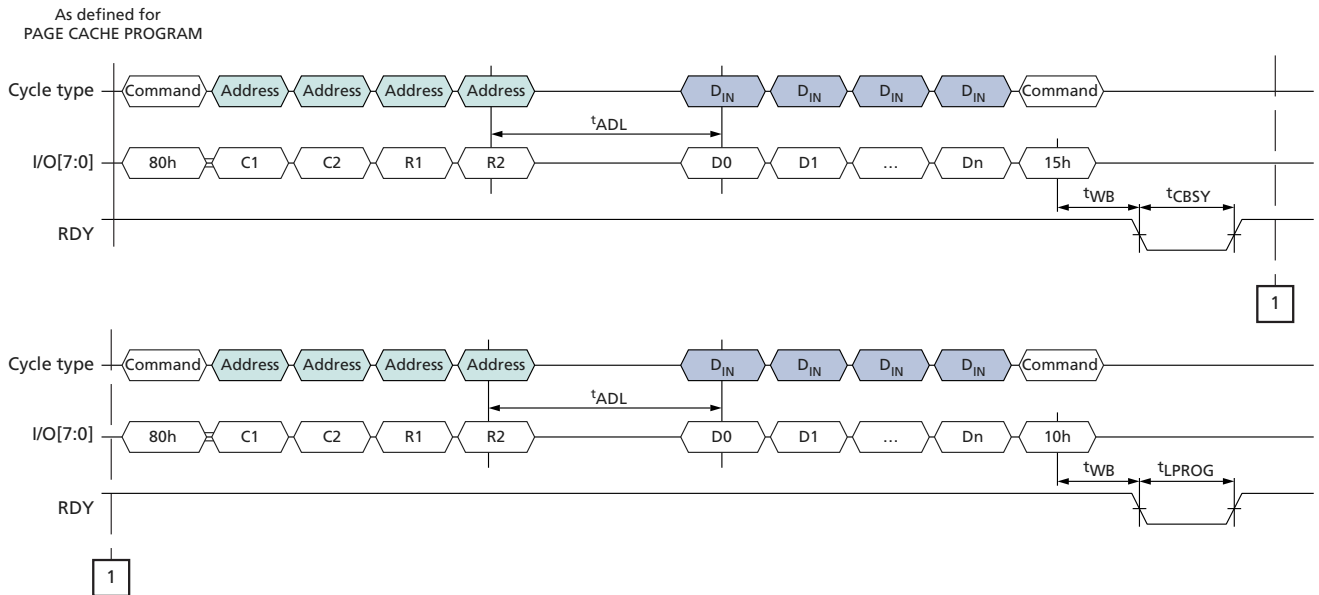 As defined for
PAGE CACHE PROGRAM
Cycle type Command Address Address Address Address DIN DIN DIN DIN Command
tADL
I/O[7:0] 80h C1 C2 R1 R2 D0 D1 … Dn 15h
tWB tCBSY
RDY
1
Cycle type Command Address Address Address Address DIN DIN DIN DIN Command
tADL
I/O[7:0] 80h C1 C2 R1 R2 D0 D1 … Dn 10h
tWB tLPROG
RDY
1